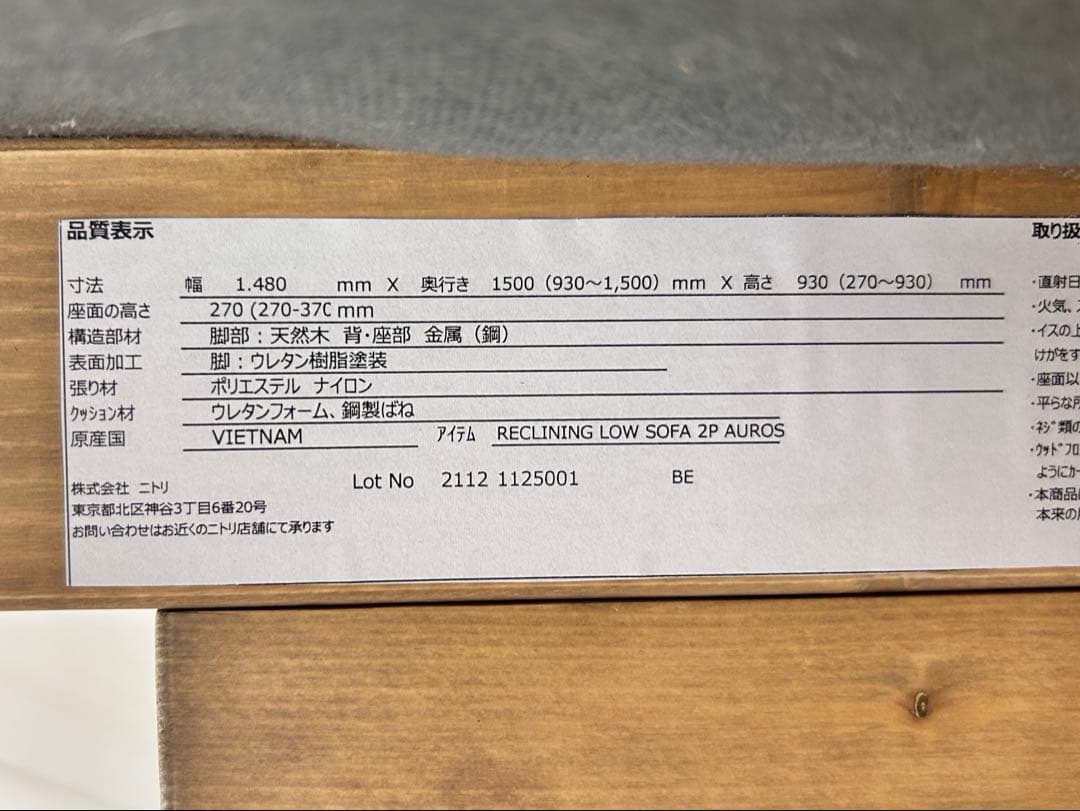 品質表示
寸法 幅 1.480 mm X 奥行き 1500（930～1,500）mm X 高さ 930（270～930） mm
座面の高さ 270 (270-370 mm
構造部材 脚部：天然木 背・座部 金属（鋼）
表面加工 脚：ウレタン樹脂塗装
張り材 ポリエステル ナイロン
ｸｯｼｮﾝ材 ウレタンフォーム、鋼製ばね
原産国 VIETNAM ｱｲﾃﾑ RECLINING LOW SOFA 2P AUROS
Lot No 2112 1125001 BE
株式会社 ニトリ
東京都北区神谷3丁目6番20号
お問い合わせはお近くのニトリ店舗にて承ります
取り扱
・直射日
・火気、
・イスの上
けがをす
・座面以
・平らな所
・ﾈｼﾞ類の
・ｳｯﾄﾞﾌﾛ
ようにｶｰ
・本商品
本来の